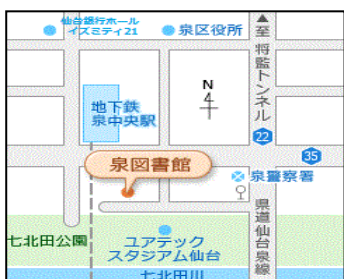 仙台銀行ホール
イズミティ21
泉区役所
▲至 将監トンネル
N
地下鉄
泉中央駅
22
35
泉図書館
泉警察署
県道仙台泉線
七北田公園
ユアテック
スタジアム仙台
七北田川